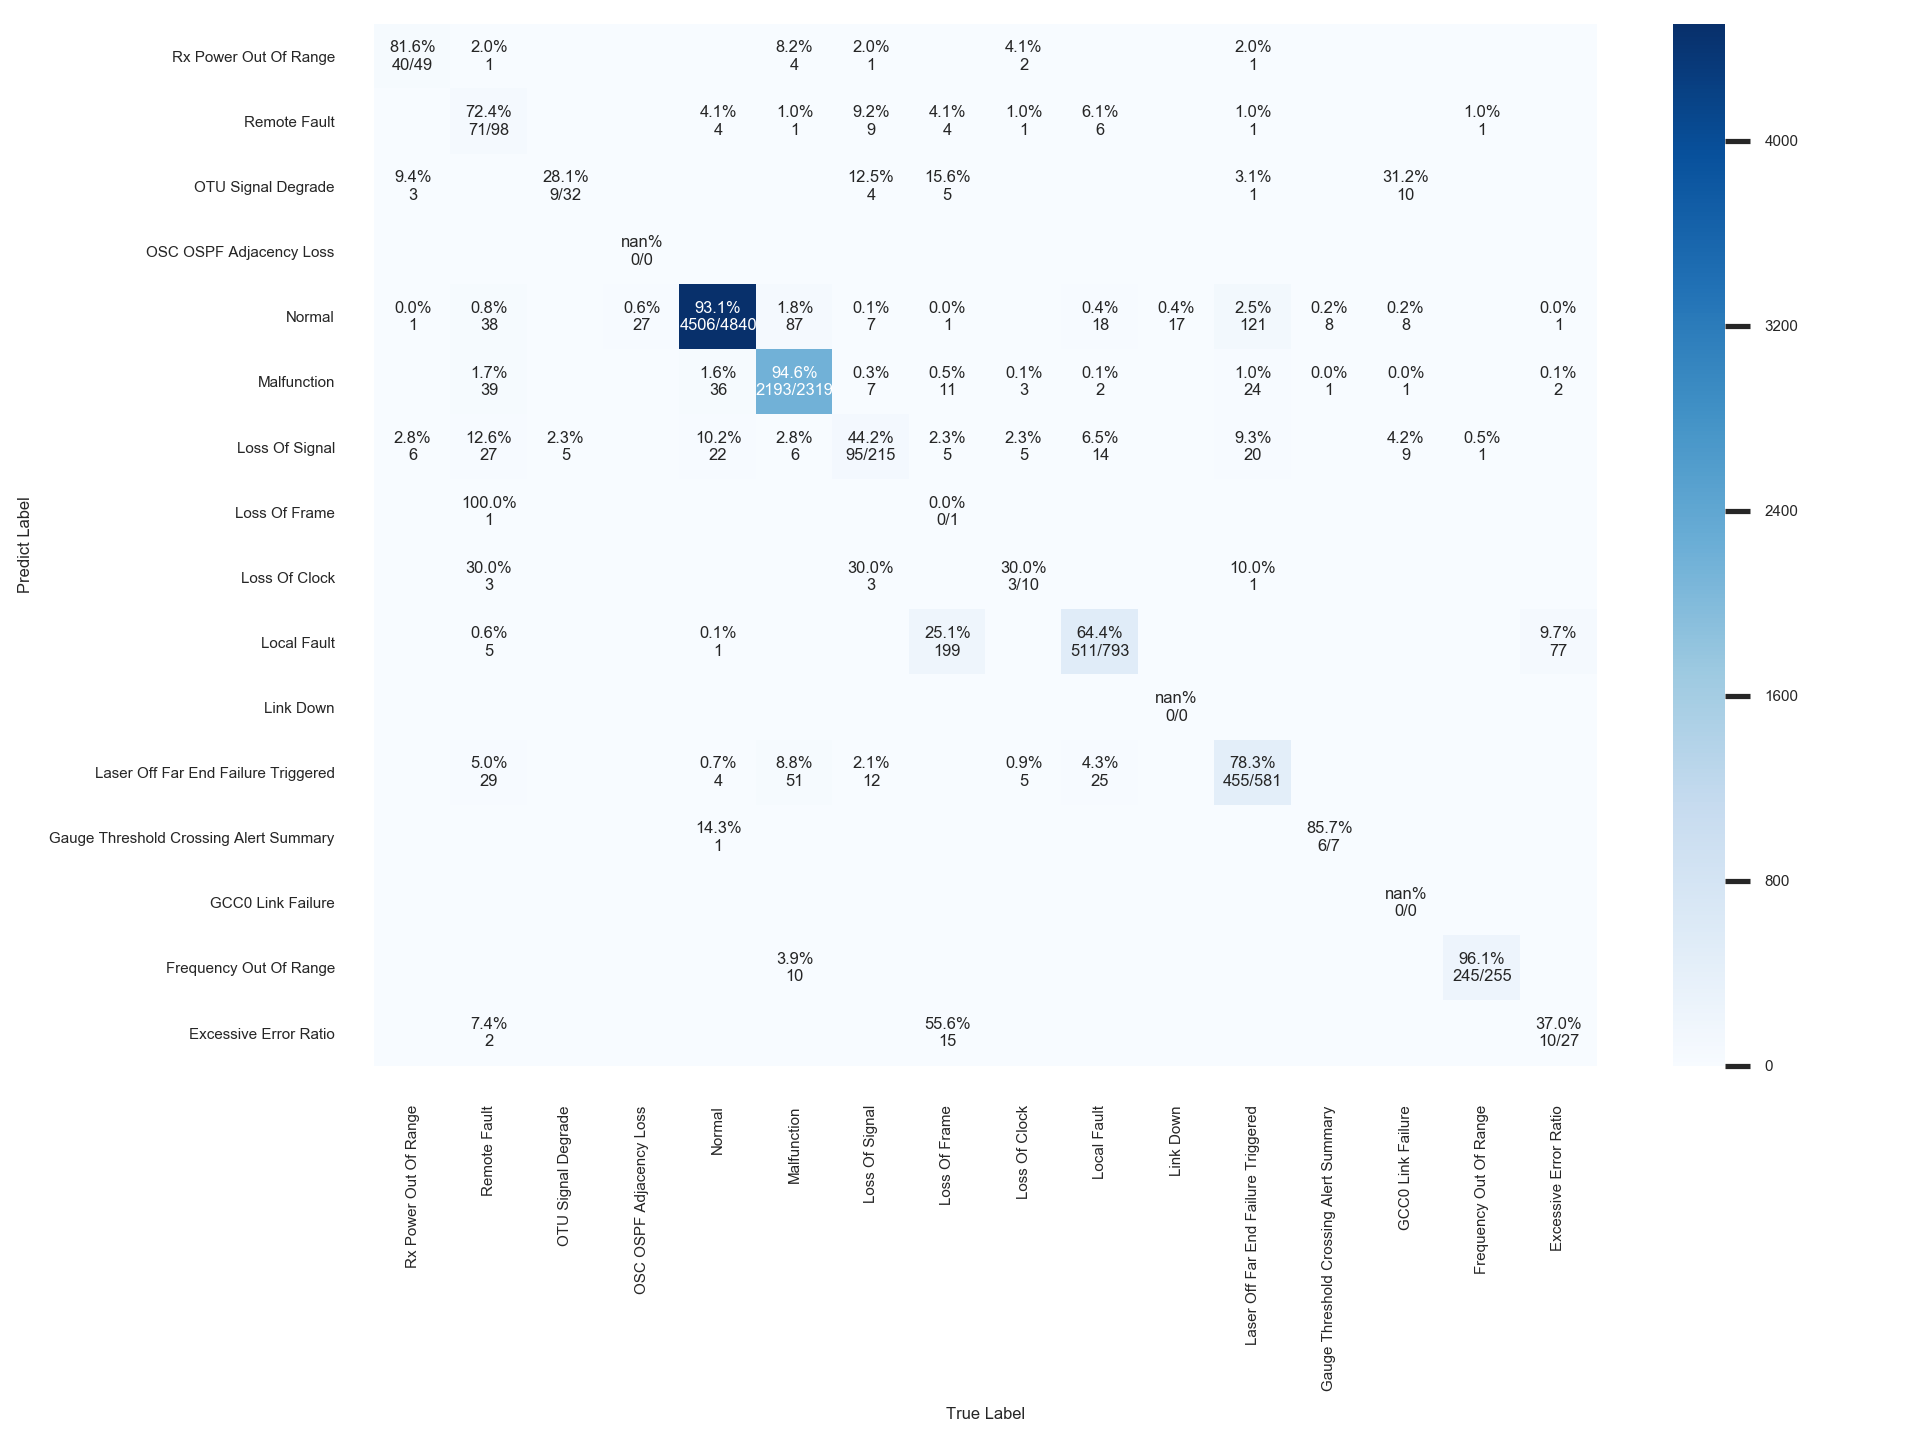 Rx Power Out Of Range
81.6% 2.0% 8.2% 2.0% 4.1% 2.0%
40/49 1 4 1 2 1
Remote Fault
72.4% 4.1% 1.0% 9.2% 4.1% 1.0% 6.1% 1.0% 1.0%
71/98 4 1 9 4 1 6 1 1
OTU Signal Degrade
9.4% 28.1% 12.5% 15.6% 3.1% 31.2%
3 9/32 4 5 1 10
OSC OSPF Adjacency Loss
nan%
0/0
Normal
0.0% 0.8% 0.6% 93.1% 1.8% 0.1% 0.0% 0.4% 0.4% 2.5% 0.2% 0.2% 0.0%
1 38 27 4506/4840 87 7 1 18 17 121 8 8 1
Malfunction
1.7% 1.6% 94.6% 0.3% 0.5% 0.1% 0.1% 1.0% 0.0% 0.0% 0.1%
39 36 2193/2319 7 11 3 2 24 1 1 2
Loss Of Signal
2.8% 12.6% 2.3% 10.2% 2.8% 44.2% 2.3% 2.3% 6.5% 9.3% 4.2% 0.5%
6 27 5 22 6 95/215 5 5 14 20 9 1
Loss Of Frame
100.0% 0.0%
1 0/1
Loss Of Clock
30.0% 30.0% 30.0% 10.0%
3 3 3/10 1
Local Fault
0.6% 0.1% 25.1% 64.4% 9.7%
5 1 199 511/793 77
Link Down
nan%
0/0
Laser Off Far End Failure Triggered
5.0% 0.7% 8.8% 2.1% 0.9% 4.3% 78.3%
29 4 51 12 5 25 455/581
Gauge Threshold Crossing Alert Summary
14.3% 85.7%
1 6/7
GCC0 Link Failure
nan%
0/0
Frequency Out Of Range
3.9% 96.1%
10 245/255
Excessive Error Ratio
7.4% 55.6% 37.0%
2 15 10/27
Predict Label
Rx Power Out Of Range
Remote Fault
OTU Signal Degrade
OSC OSPF Adjacency Loss
Normal
Malfunction
Loss Of Signal
Loss Of Frame
Loss Of Clock
Local Fault
Link Down
Laser Off Far End Failure Triggered
Gauge Threshold Crossing Alert Summary
GCC0 Link Failure
Frequency Out Of Range
Excessive Error Ratio
True Label
4000
3200
2400
1600
800
0